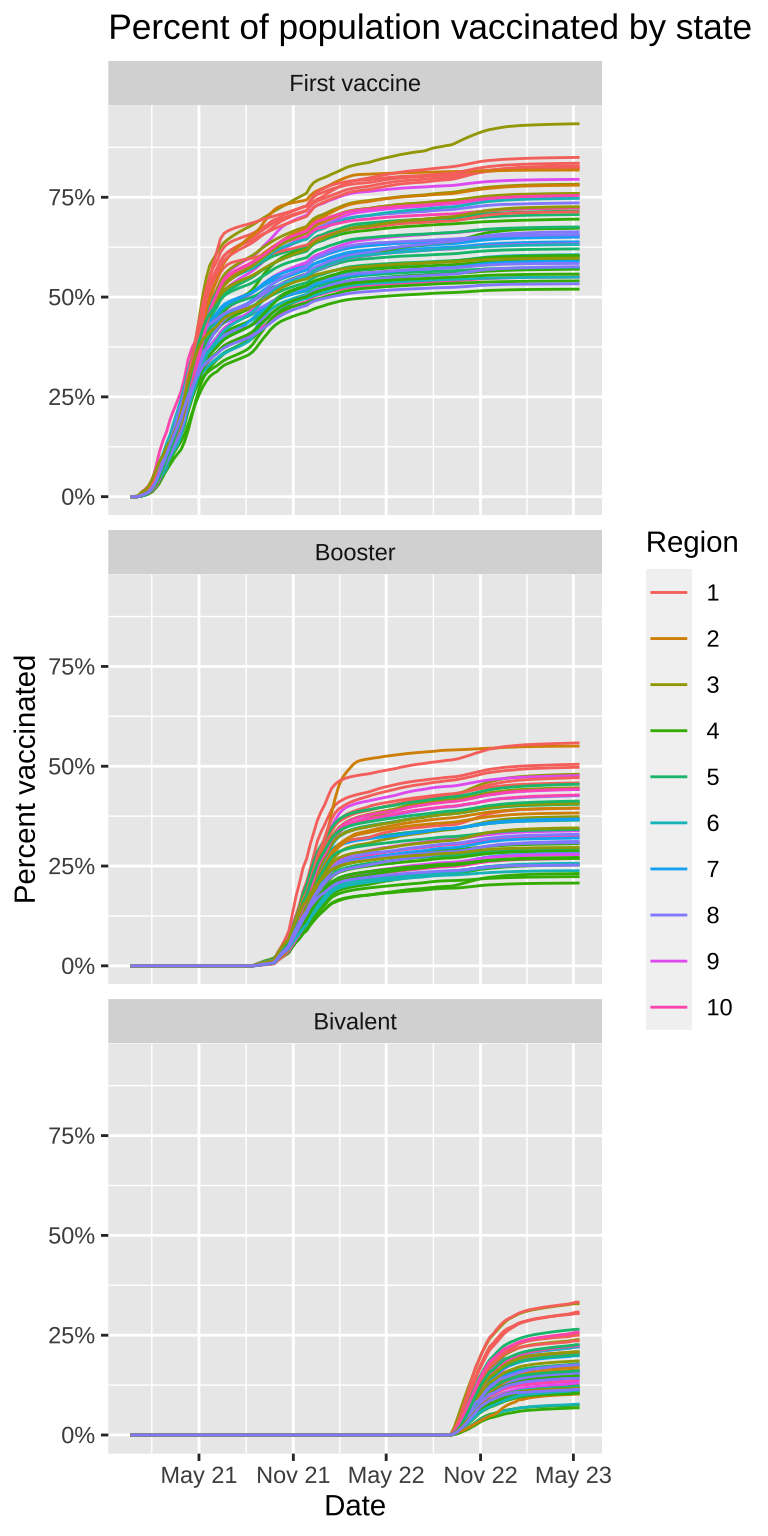 Percent of population vaccinated by state
First vaccine
75%
50%
25%
0%
Booster
75%
50%
25%
0%
Bivalent
75%
50%
25%
0%
May 21 Nov 21 May 22 Nov 22 May 23
Date
Percent vaccinated
Region
1
2
3
4
5
6
7
8
9
10